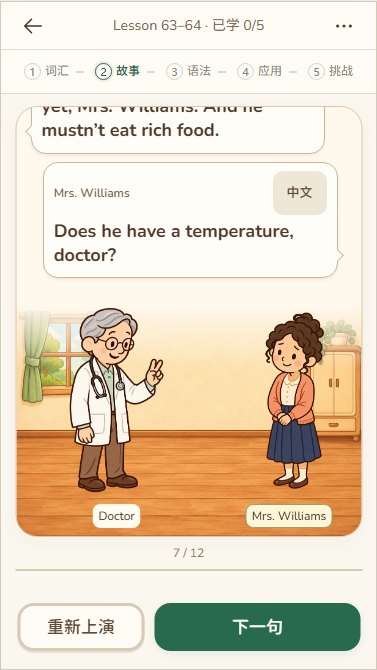 Lesson 63–64 · 已学 0/5
1 词汇 – 2 故事 – 3 语法 – 4 应用 – 5 挑战
yet, Mrs. Williams. And he
mustn’t eat rich food.
Mrs. Williams
中文
Does he have a temperature,
doctor?
Doctor
Mrs. Williams
7 / 12
重新上演
下一句